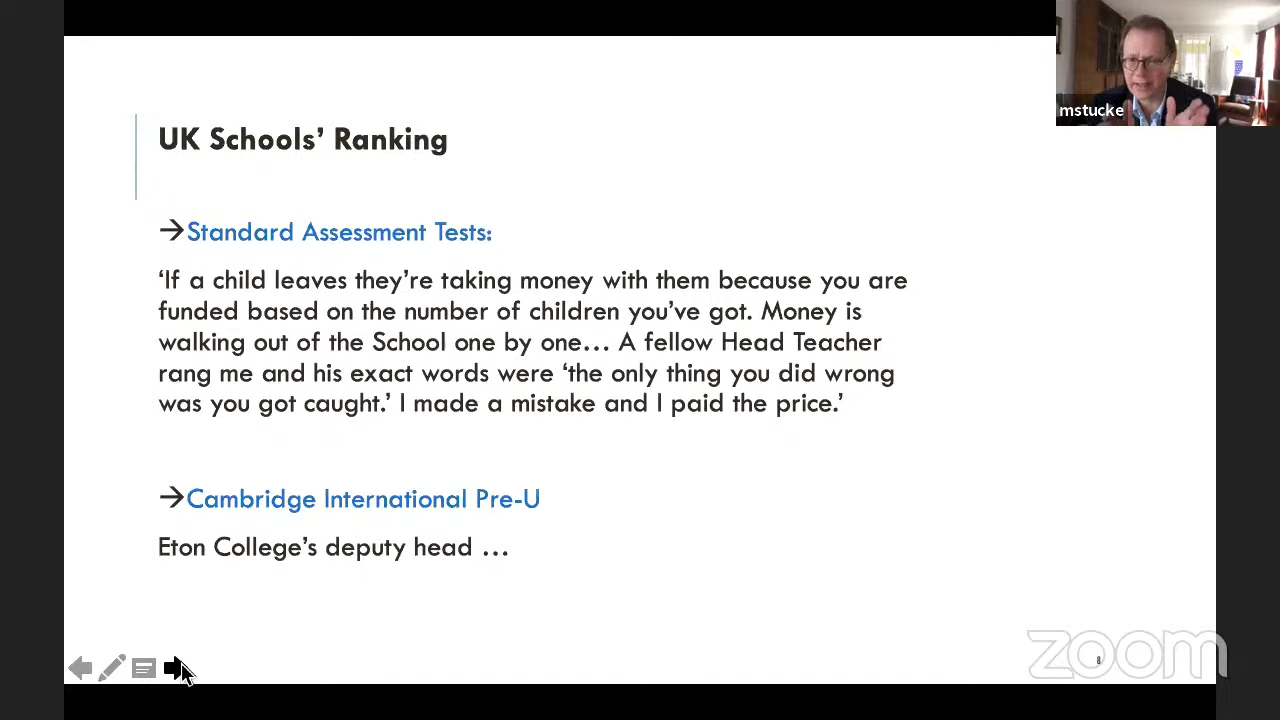 mstucke
UK Schools’ Ranking
→Standard Assessment Tests:
‘If a child leaves they’re taking money with them because you are
funded based on the number of children you’ve got. Money is
walking out of the School one by one… A fellow Head Teacher
rang me and his exact words were ‘the only thing you did wrong
was you got caught.’ I made a mistake and I paid the price.’
→Cambridge International Pre-U
Eton College’s deputy head …
8
zoom